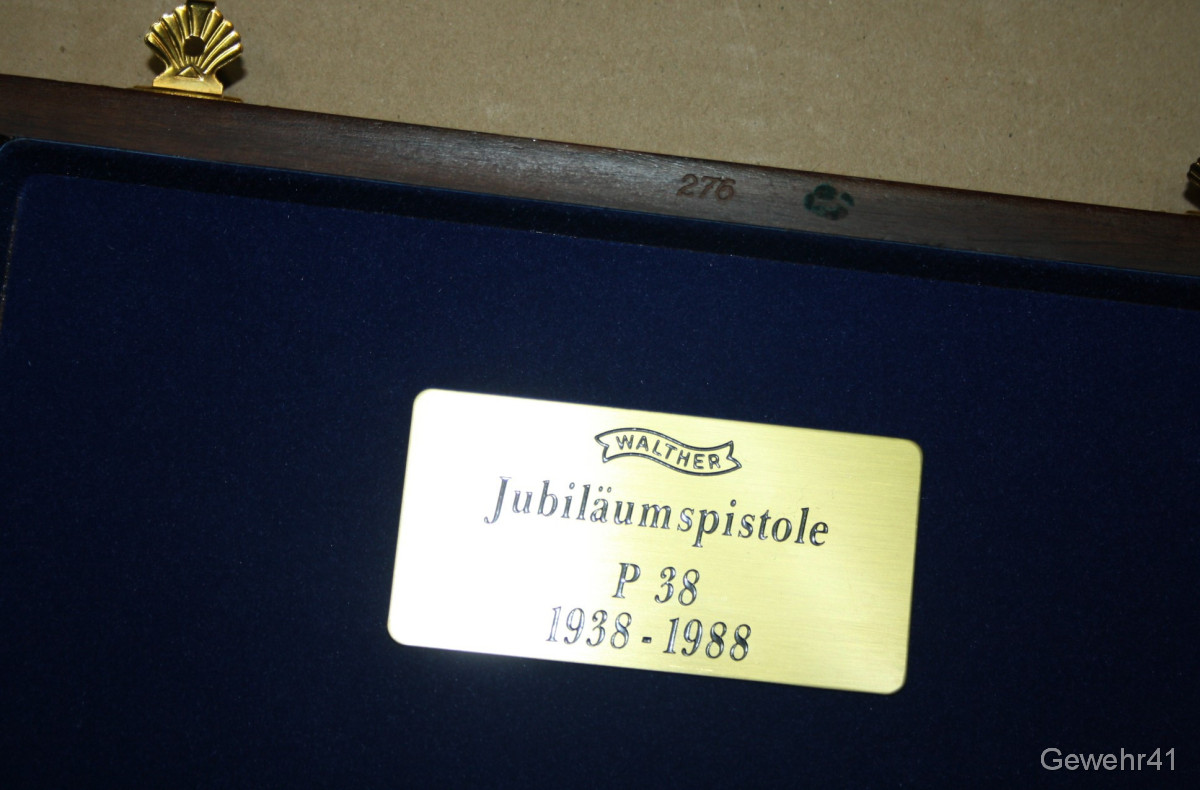 276
WALTHER
Jubiläumspistole
P 38
1938 - 1988
Gewehr41